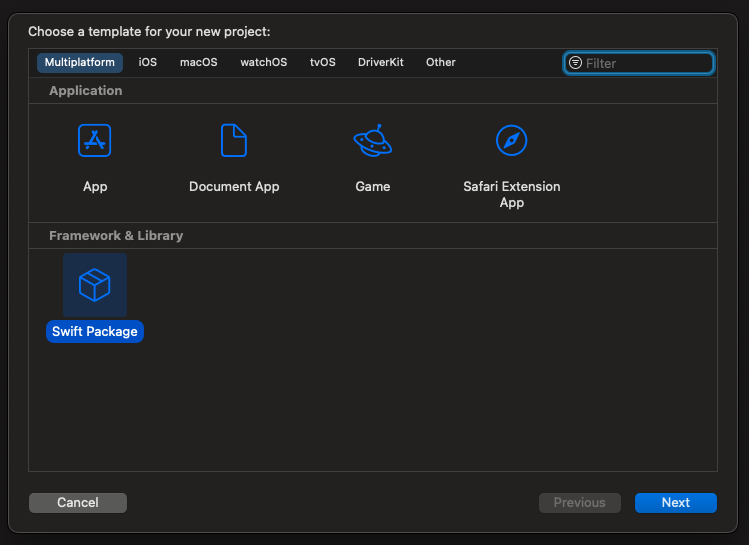 Choose a template for your new project:
Multiplatform iOS macOS watchOS tvOS DriverKit Other Filter
Application
App Document App Game Safari Extension
App
Framework & Library
Swift Package
Cancel Previous Next